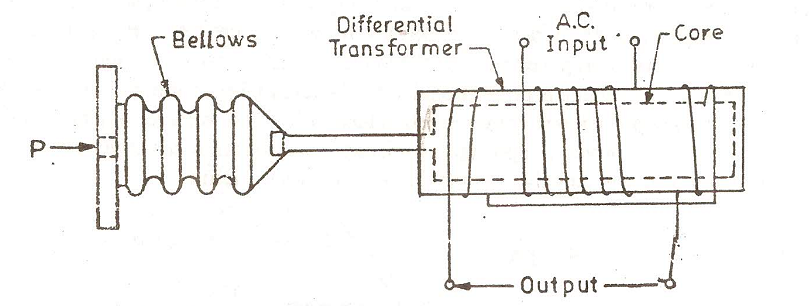 Differential
Transformer
A.C.
Input
Core
Bellows
P
Output